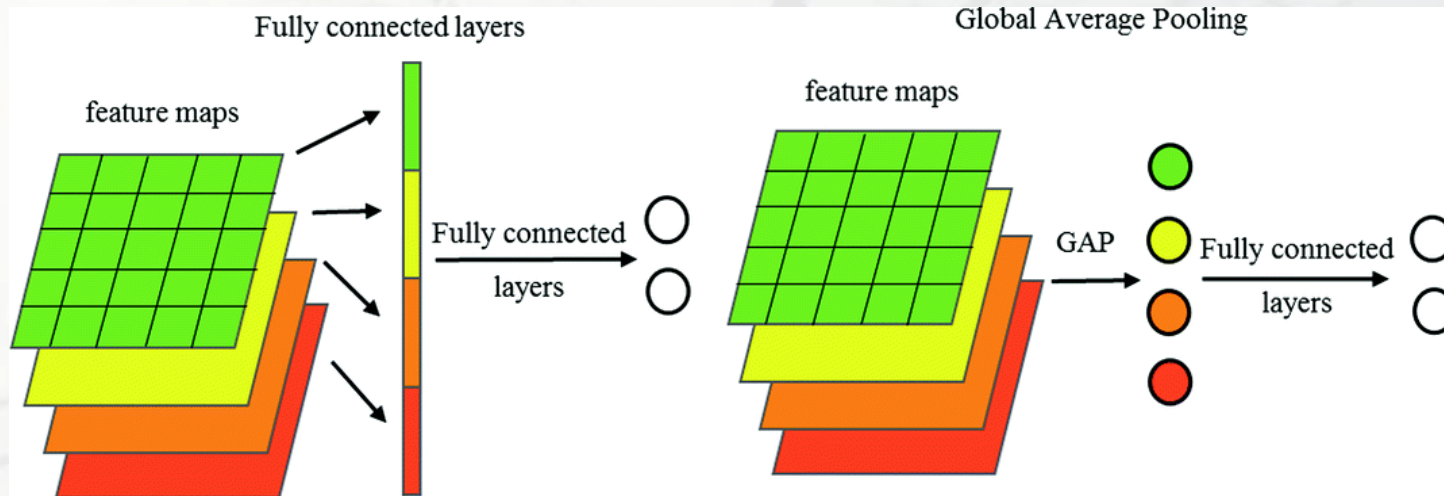 Fully connected layers
feature maps
Fully connected
layers
Global Average Pooling
feature maps
GAP
Fully connected
layers